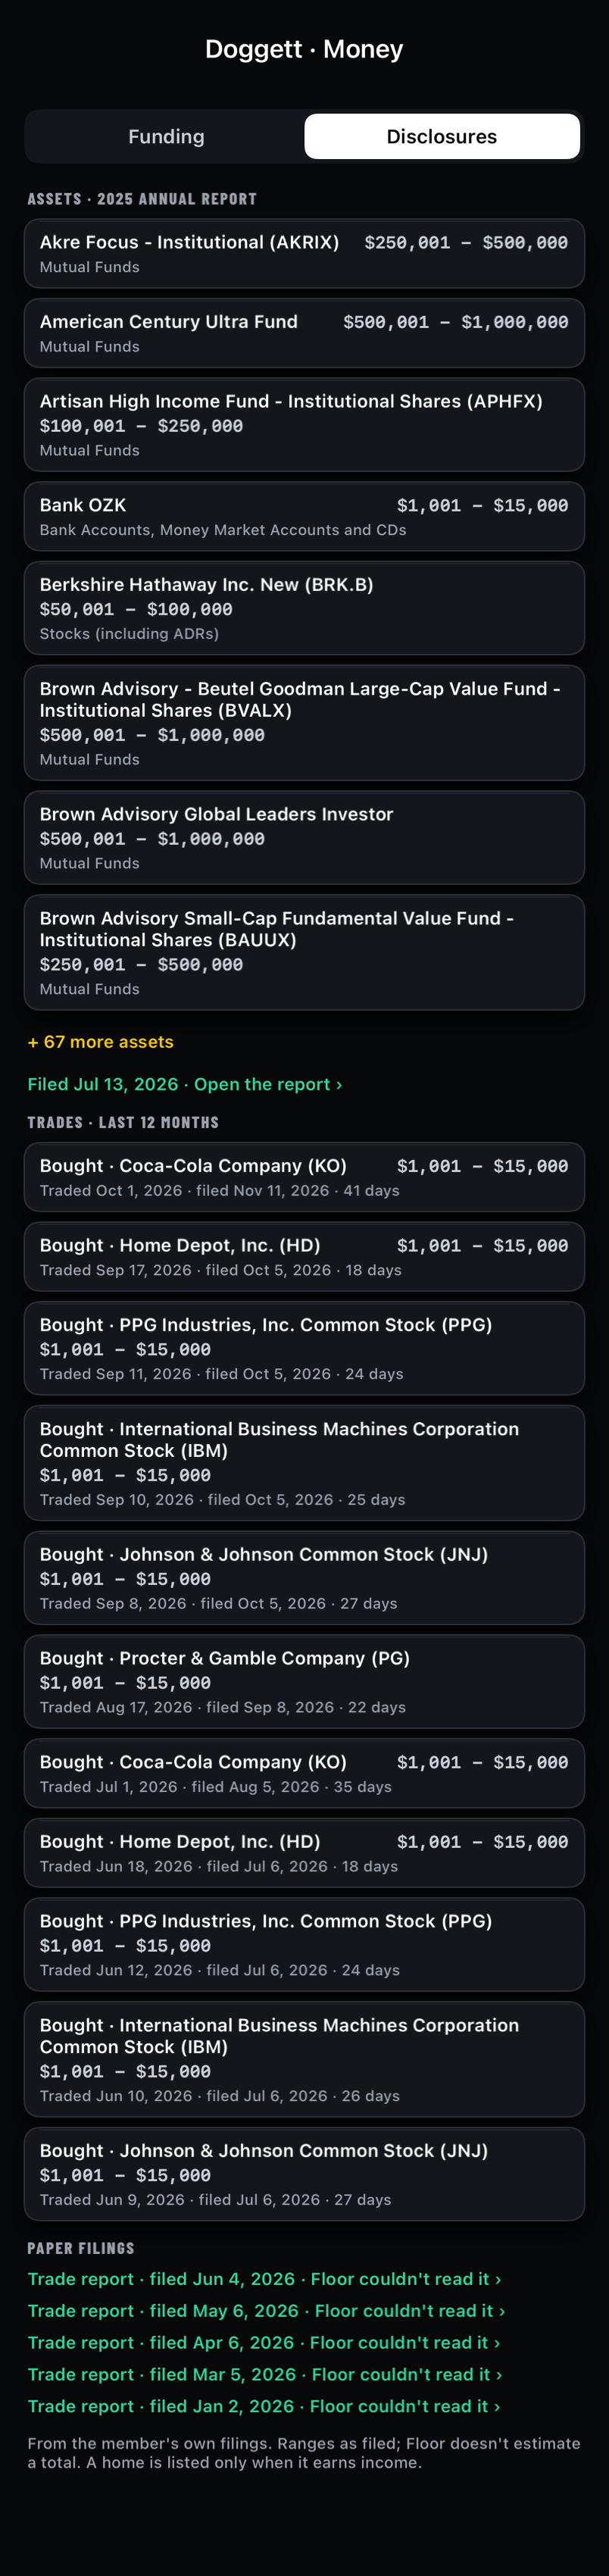 Doggett · Money
Funding
Disclosures
ASSETS · 2025 ANNUAL REPORT
Akre Focus - Institutional (AKRIX) $250,001 – $500,000
Mutual Funds
American Century Ultra Fund $500,001 – $1,000,000
Mutual Funds
Artisan High Income Fund - Institutional Shares (APHFX)
$100,001 – $250,000
Mutual Funds
Bank OZK $1,001 – $15,000
Bank Accounts, Money Market Accounts and CDs
Berkshire Hathaway Inc. New (BRK.B)
$50,001 – $100,000
Stocks (including ADRs)
Brown Advisory - Beutel Goodman Large-Cap Value Fund -
Institutional Shares (BVALX)
$500,001 – $1,000,000
Mutual Funds
Brown Advisory Global Leaders Investor
$500,001 – $1,000,000
Mutual Funds
Brown Advisory Small-Cap Fundamental Value Fund -
Institutional Shares (BAUUX)
$250,001 – $500,000
Mutual Funds
+ 67 more assets
Filed Jul 13, 2026 · Open the report ›
TRADES · LAST 12 MONTHS
Bought · Coca-Cola Company (KO) $1,001 – $15,000
Traded Oct 1, 2026 · filed Nov 11, 2026 · 41 days
Bought · Home Depot, Inc. (HD) $1,001 – $15,000
Traded Sep 17, 2026 · filed Oct 5, 2026 · 18 days
Bought · PPG Industries, Inc. Common Stock (PPG)
$1,001 – $15,000
Traded Sep 11, 2026 · filed Oct 5, 2026 · 24 days
Bought · International Business Machines Corporation
Common Stock (IBM)
$1,001 – $15,000
Traded Sep 10, 2026 · filed Oct 5, 2026 · 25 days
Bought · Johnson & Johnson Common Stock (JNJ)
$1,001 – $15,000
Traded Sep 8, 2026 · filed Oct 5, 2026 · 27 days
Bought · Procter & Gamble Company (PG)
$1,001 – $15,000
Traded Aug 17, 2026 · filed Sep 8, 2026 · 22 days
Bought · Coca-Cola Company (KO) $1,001 – $15,000
Traded Jul 1, 2026 · filed Aug 5, 2026 · 35 days
Bought · Home Depot, Inc. (HD) $1,001 – $15,000
Traded Jun 18, 2026 · filed Jul 6, 2026 · 18 days
Bought · PPG Industries, Inc. Common Stock (PPG)
$1,001 – $15,000
Traded Jun 12, 2026 · filed Jul 6, 2026 · 24 days
Bought · International Business Machines Corporation
Common Stock (IBM)
$1,001 – $15,000
Traded Jun 10, 2026 · filed Jul 6, 2026 · 26 days
Bought · Johnson & Johnson Common Stock (JNJ)
$1,001 – $15,000
Traded Jun 9, 2026 · filed Jul 6, 2026 · 27 days
PAPER FILINGS
Trade report · filed Jun 4, 2026 · Floor couldn't read it ›
Trade report · filed May 6, 2026 · Floor couldn't read it ›
Trade report · filed Apr 6, 2026 · Floor couldn't read it ›
Trade report · filed Mar 5, 2026 · Floor couldn't read it ›
Trade report · filed Jan 2, 2026 · Floor couldn't read it ›
From the member's own filings. Ranges as filed; Floor doesn't estimate
a total. A home is listed only when it earns income.